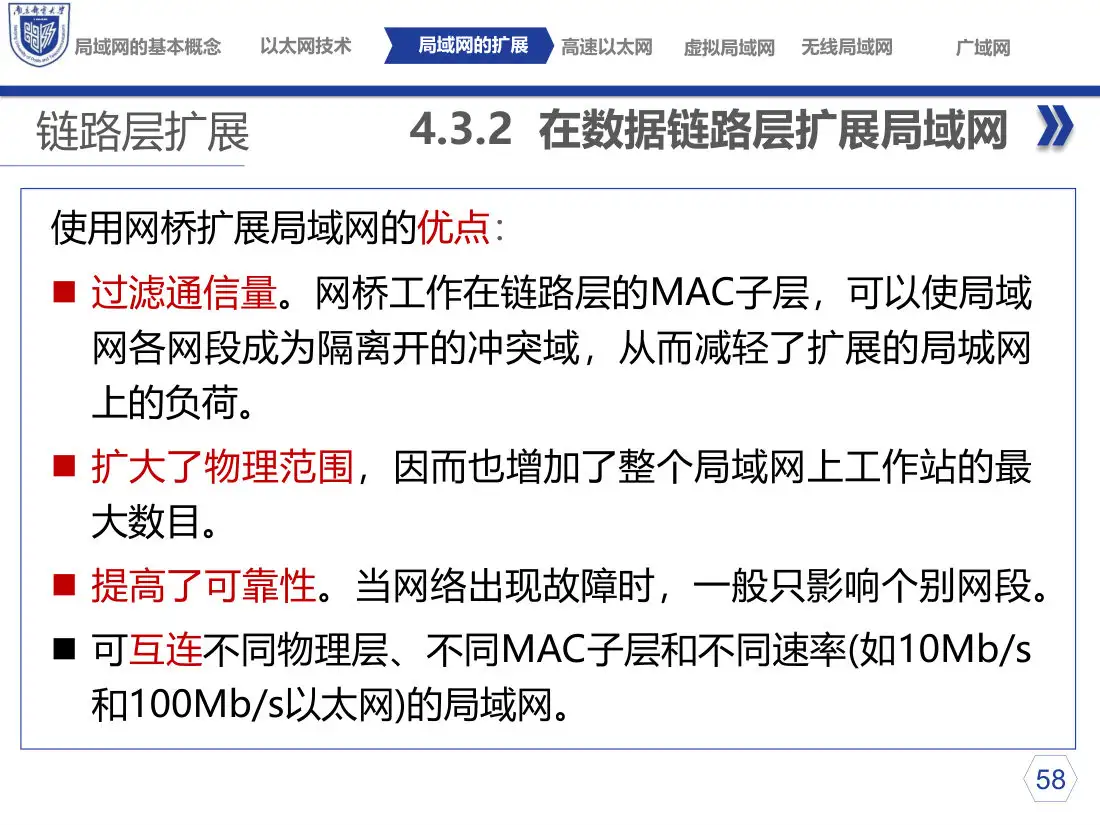 南京邮电大学
局域网的基本概念 以太网技术 局域网的扩展 高速以太网 虚拟局域网 无线局域网 广域网
链路层扩展 4.3.2 在数据链路层扩展局域网
使用网桥扩展局域网的优点：
■ 过滤通信量。网桥工作在链路层的MAC子层，可以使局域
网各网段成为隔离开的冲突域，从而减轻了扩展的局城网
上的负荷。
■ 扩大了物理范围，因而也增加了整个局域网上工作站的最
大数目。
■ 提高了可靠性。当网络出现故障时，一般只影响个别网段。
■ 可互连不同物理层、不同MAC子层和不同速率(如10Mb/s
和100Mb/s以太网)的局域网。
58